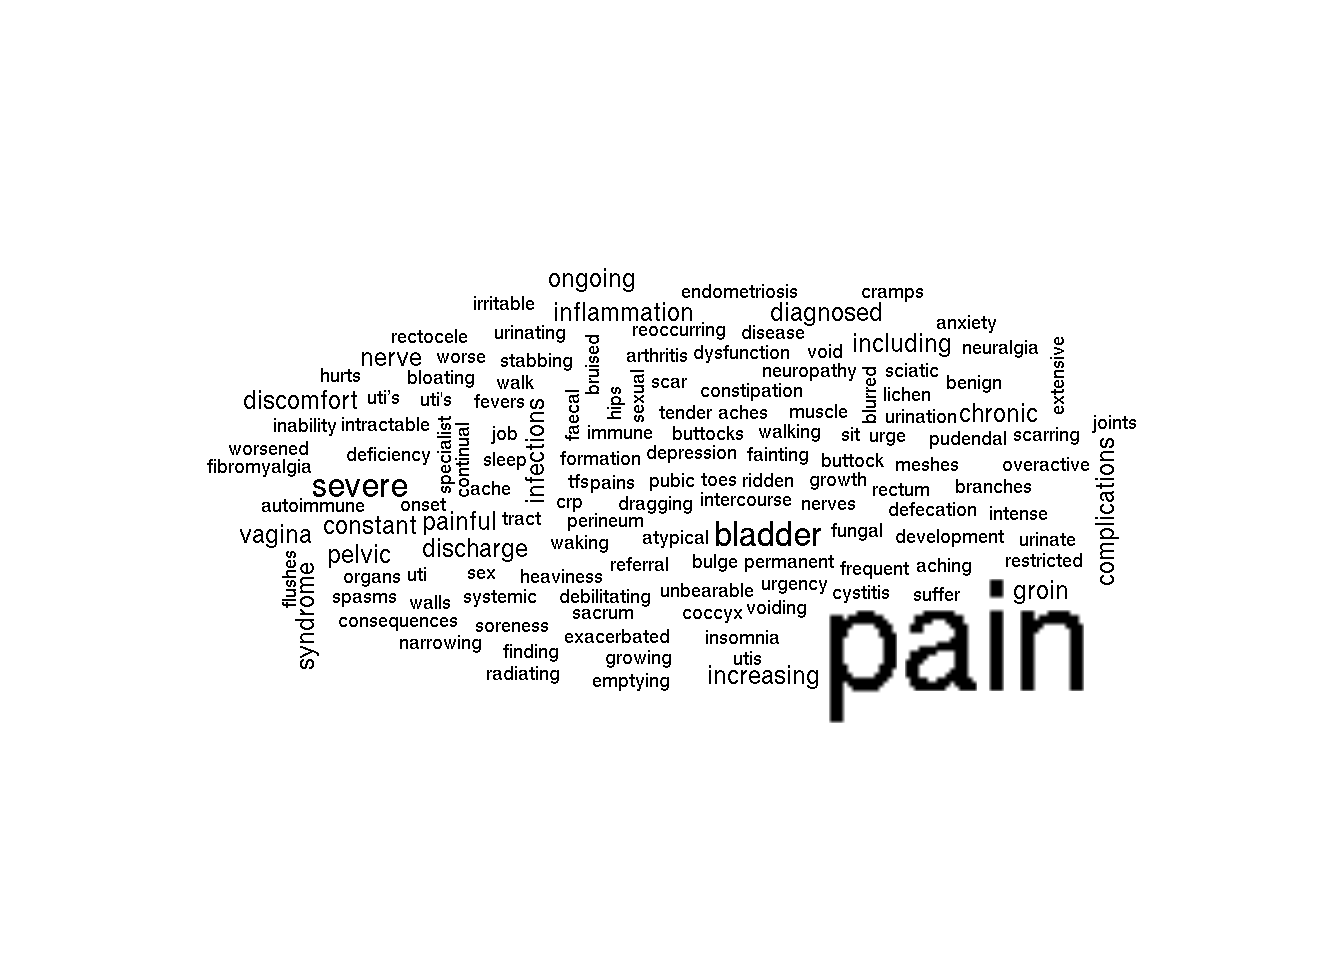 ongoing
endometriosis cramps
irritable
inflammation diagnosed
anxiety
rectocele urinating reoccurring disease
nerve worse stabbing bruised arthritis dysfunction void including neuralgia extensive
hurts bloating walk hips sexual scar constipation neuropathy blurred sciatic benign
discomfort uti’s uti's fevers faecal tender aches muscle lichen urination chronic
inability intractable specialist continual job infections immune buttocks walking sit urge pudendal scarring joints
worsened deficiency sleep formation depression fainting buttock meshes overactive complications
fibromyalgia
severe cache tfspains pubic toes ridden growth rectum branches
autoimmune onset crp dragging intercourse nerves defecation intense
vagina constant painful tract perineum
atypical bladder fungal development urinate
pelvic discharge waking
flushes syndrome organs uti sex heaviness referral bulge permanent frequent aching restricted
spasms walls systemic debilitating unbearable urgency cystitis suffer groin
consequences soreness sacrum coccyx voiding
pain
narrowing exacerbated insomnia
finding growing utis
radiating emptying increasing